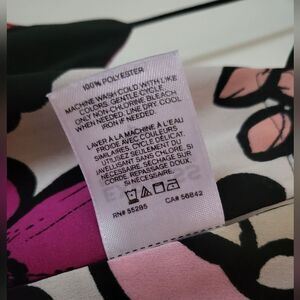 100% POLYESTER
MACHINE WASH COLD WITH LIKE
COLORS. GENTLE CYCLE.
ONLY NON-CHLORINE BLEACH
WHEN NEEDED. LINE DRY. COOL
IRON IF NEEDED.
LAVER À LA MACHINE À L'EAU
FROIDE AVEC COULEURS
SIMILAIRES. CYCLE DÉLICAT.
UTILISEZ SEULEMENT DU
JAVELLISANT SANS CHLORE, SI
NÉCESSAIRE. SÉCHAGE SUR
CORDE. REPASSAGE DOUX
SI NÉCESSAIRE.
RN# 55285 CA# 56642